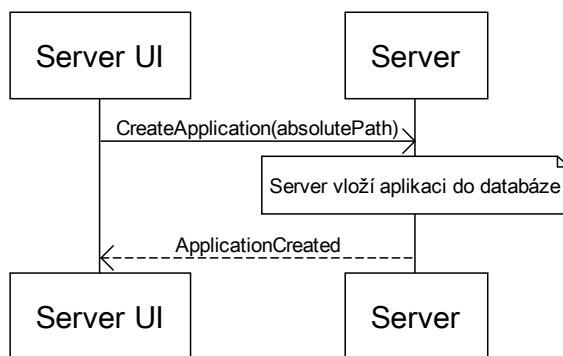 Server UI
Server
CreateApplication(absolutePath)
Server vloží aplikaci do databáze
ApplicationCreated
Server UI
Server